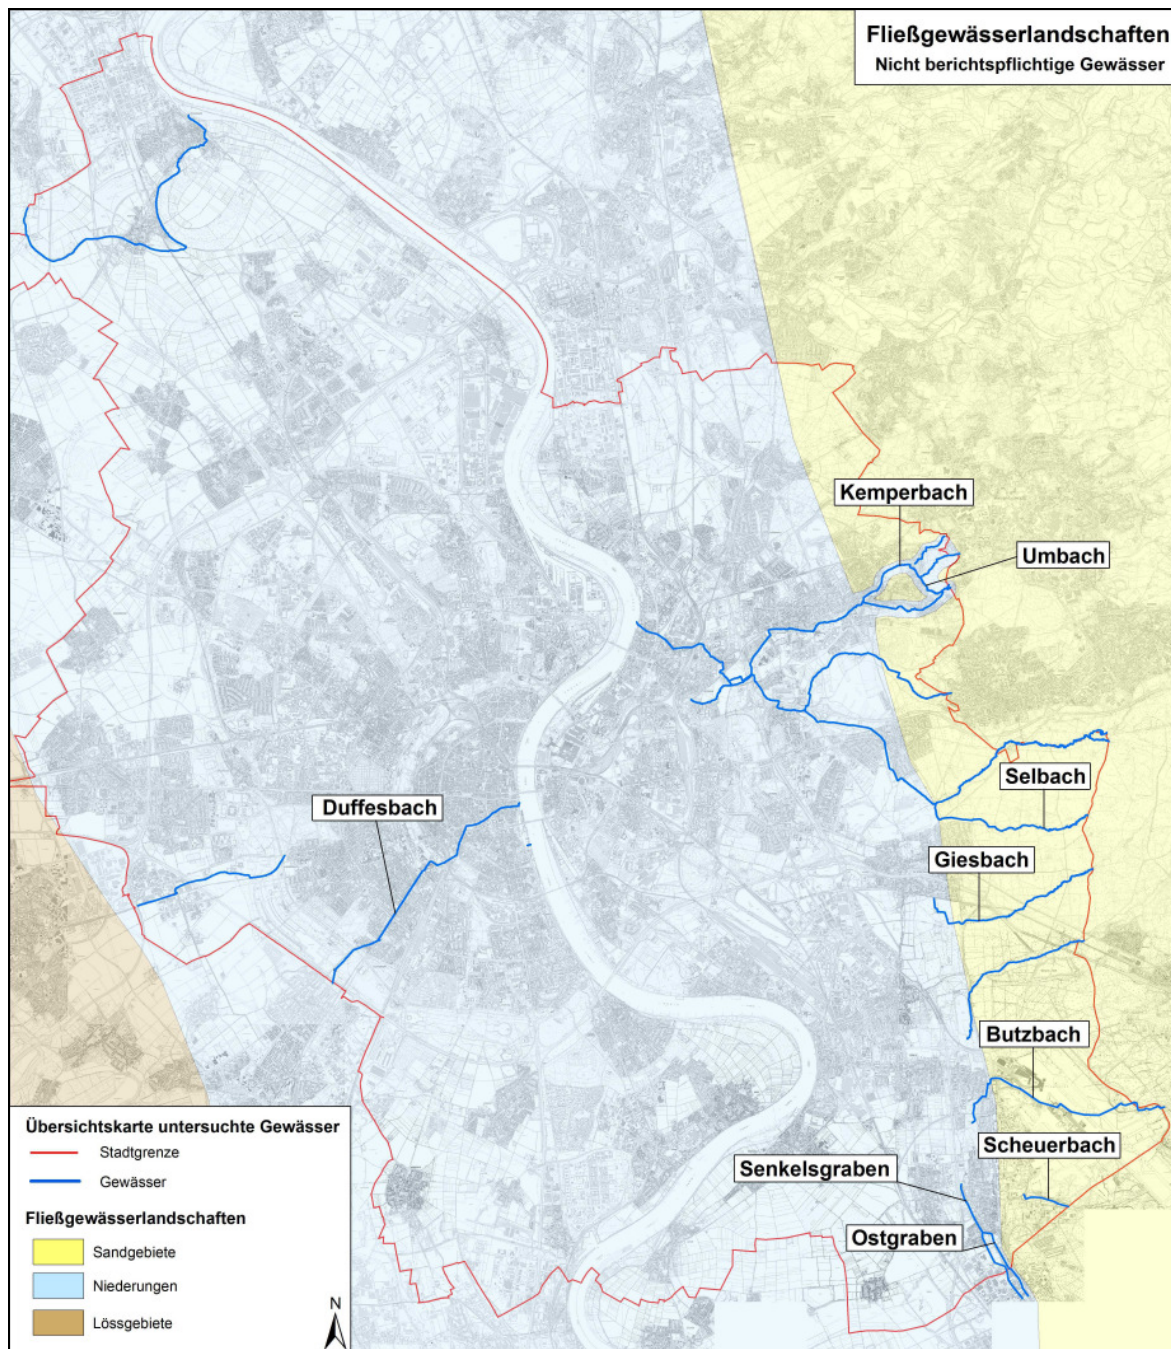 Fließgewässerlandschaften
Nicht berichtspflichtige Gewässer
Kemperbach
Umbach
Selbach
Duffesbach
Giesbach
Butzbach
Scheuerbach
Senkelsgraben
Ostgraben
Übersichtskarte untersuchte Gewässer
Stadtgrenze
Gewässer
Fließgewässerlandschaften
Sandgebiete
Niederungen
Lössgebiete
N